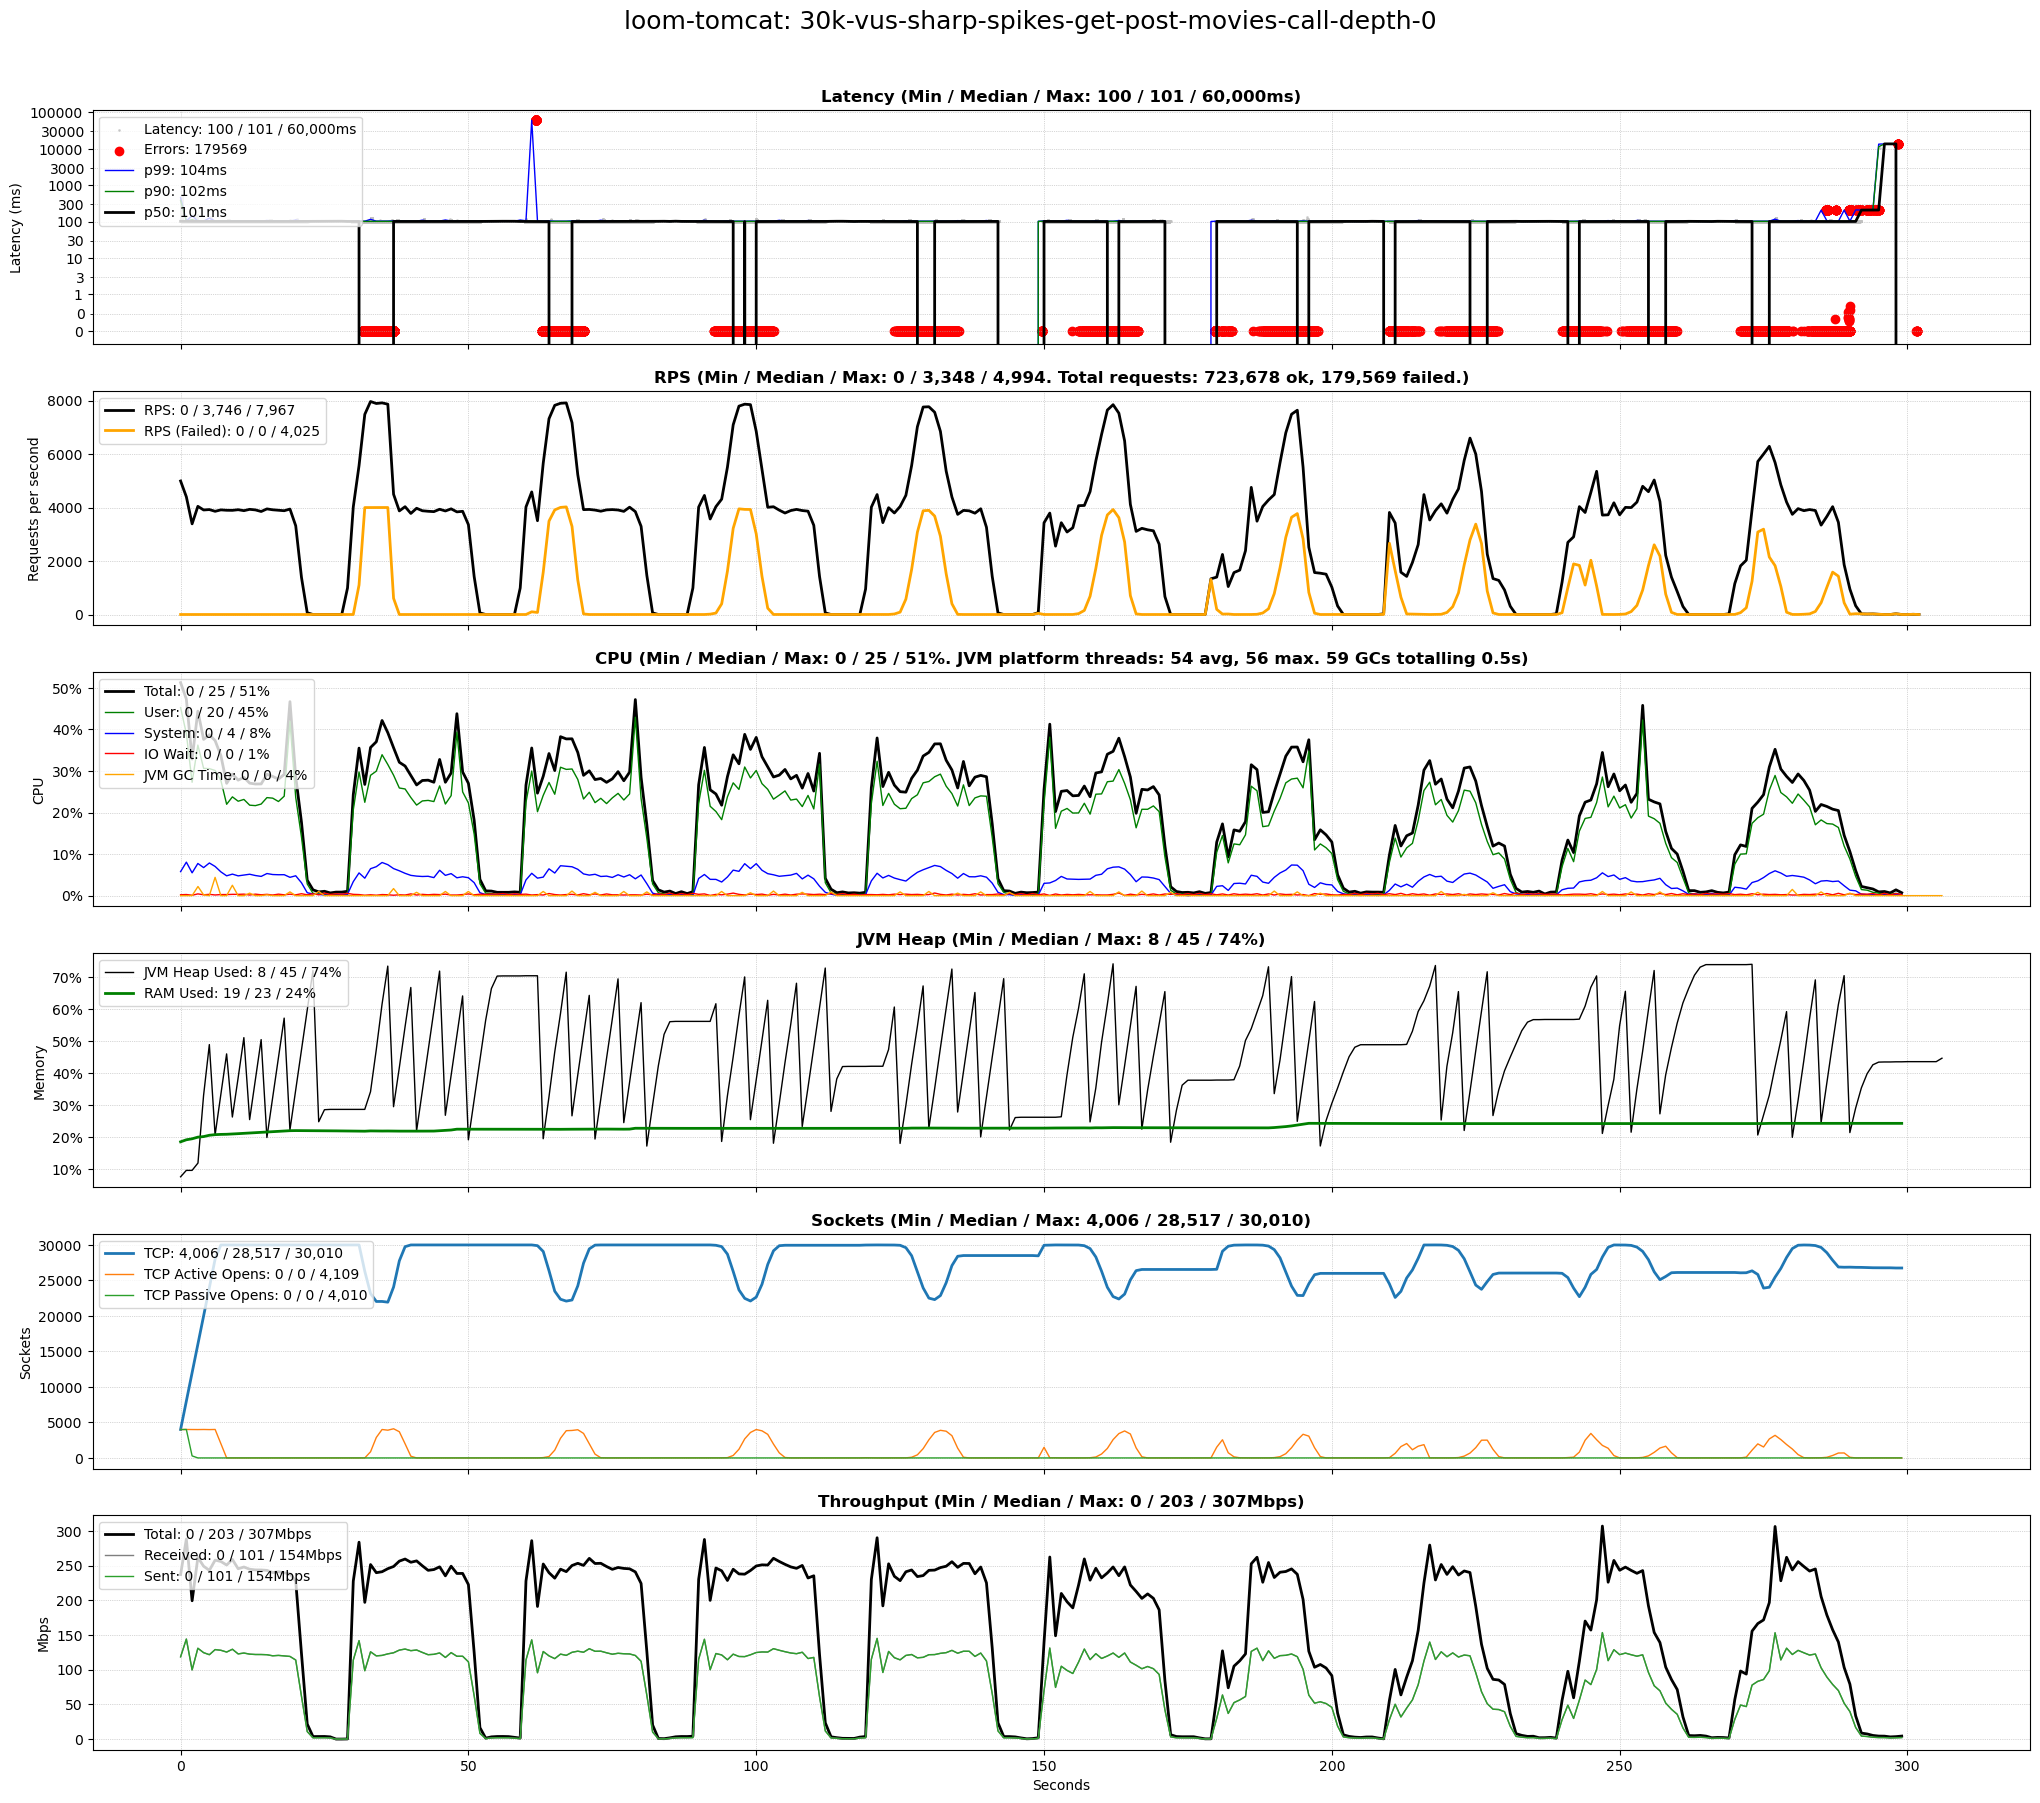 loom-tomcat: 30k-vus-sharp-spikes-get-post-movies-call-depth-0
Latency (Min / Median / Max: 100 / 101 / 60,000ms)
Latency (ms)
100000
30000
10000
3000
1000
300
100
30
10
3
1
0
0
Latency: 100 / 101 / 60,000ms
Errors: 179569
p99: 104ms
p90: 102ms
p50: 101ms
RPS (Min / Median / Max: 0 / 3,348 / 4,994. Total requests: 723,678 ok, 179,569 failed.)
Requests per second
8000
6000
4000
2000
0
RPS: 0 / 3,746 / 7,967
RPS (Failed): 0 / 0 / 4,025
CPU (Min / Median / Max: 0 / 25 / 51%. JVM platform threads: 54 avg, 56 max. 59 GCs totalling 0.5s)
CPU
50%
40%
30%
20%
10%
0%
Total: 0 / 25 / 51%
User: 0 / 20 / 45%
System: 0 / 4 / 8%
IO Wait: 0 / 0 / 1%
JVM GC Time: 0 / 0 / 4%
JVM Heap (Min / Median / Max: 8 / 45 / 74%)
Memory
70%
60%
50%
40%
30%
20%
10%
JVM Heap Used: 8 / 45 / 74%
RAM Used: 19 / 23 / 24%
Sockets (Min / Median / Max: 4,006 / 28,517 / 30,010)
Sockets
30000
25000
20000
15000
10000
5000
0
TCP: 4,006 / 28,517 / 30,010
TCP Active Opens: 0 / 0 / 4,109
TCP Passive Opens: 0 / 0 / 4,010
Throughput (Min / Median / Max: 0 / 203 / 307Mbps)
Mbps
300
250
200
150
100
50
0
Total: 0 / 203 / 307Mbps
Received: 0 / 101 / 154Mbps
Sent: 0 / 101 / 154Mbps
0 50 100 150 200 250 300
Seconds